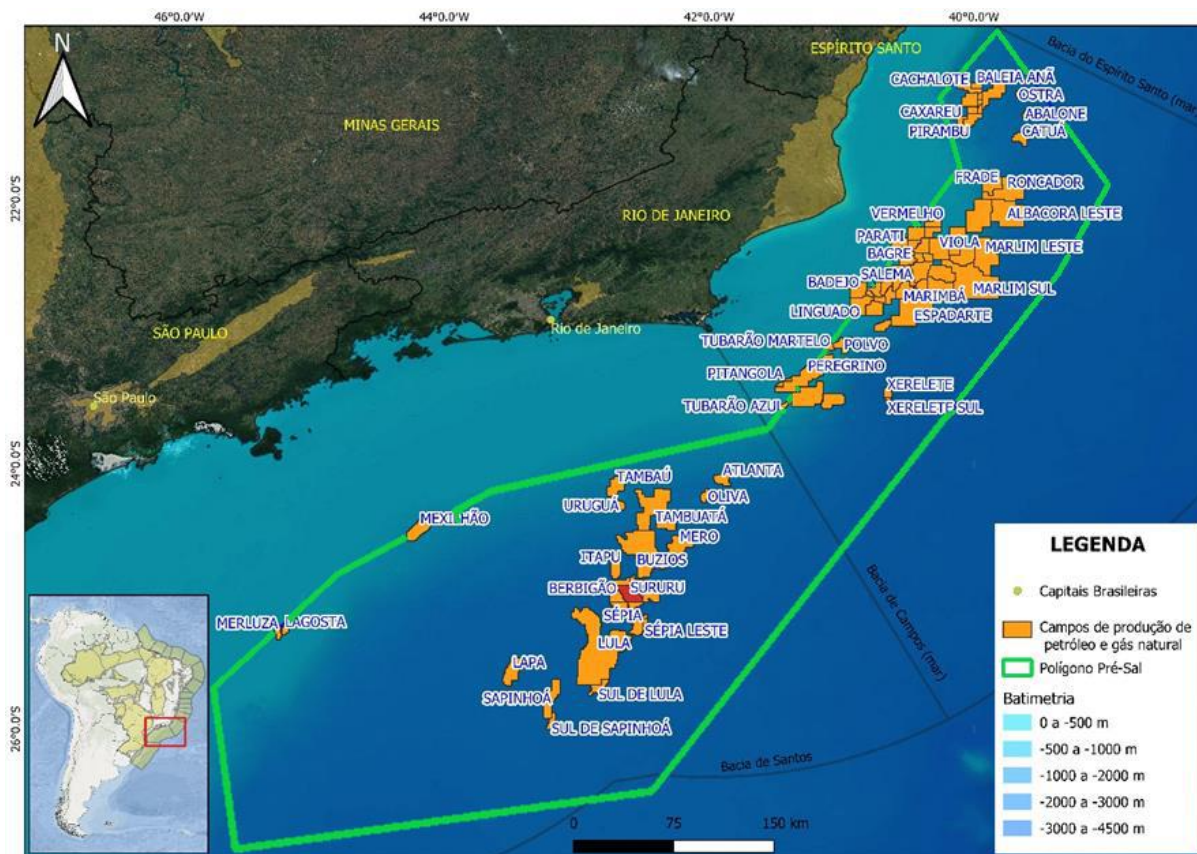 46°0.0'W
44°0.0'W
42°0.0'W
40°0.0'W
N
ESPÍRITO SANTO
Bacia do Espírito Santo (mar)
CACHALOTE
BALEIA ANÃ
OSTRA
CAXAREU
ABALONE
PIRAMBU
CATUÁ
MINAS GERAIS
22°0.0'S
FRADE
RONCADOR
RIO DE JANEIRO
VERMELHO
ALBACORA LESTE
PARATI
VIOLA
MARLIM LESTE
BAGRE
BADEJO
SALEMA
MARLIM SUL
MARIMBÁ
LINGUADO
ESPADARTE
Rio de Janeiro
SÃO PAULO
TUBARÃO MARTELO
POLVO
PEREGRINO
PITANGOLA
XERELETE
São Paulo
TUBARÃO AZUL
XERELETE SUL
24°0.0'S
TAMBAÚ
ATLANTA
URUGUÁ
OLIVA
MEXILHÃO
TAMBUATÁ
MERO
ITAPU
BUZIOS
BERBIGÃO
SURURU
Bacia de Campos (mar)
MERLUZA
LAGOSTA
SÉPIA
SÉPIA LESTE
LULA
LAPA
SAPINHOÁ
SUL DE LULA
SUL DE SAPINHOÁ
26°0.0'S
Bacia de Santos
0 75 150 km
LEGENDA
Capitais Brasileiras
Campos de produção de
petróleo e gás natural
Polígono Pré-Sal
Batimetria
0 a -500 m
-500 a -1000 m
-1000 a -2000 m
-2000 a -3000 m
-3000 a -4500 m